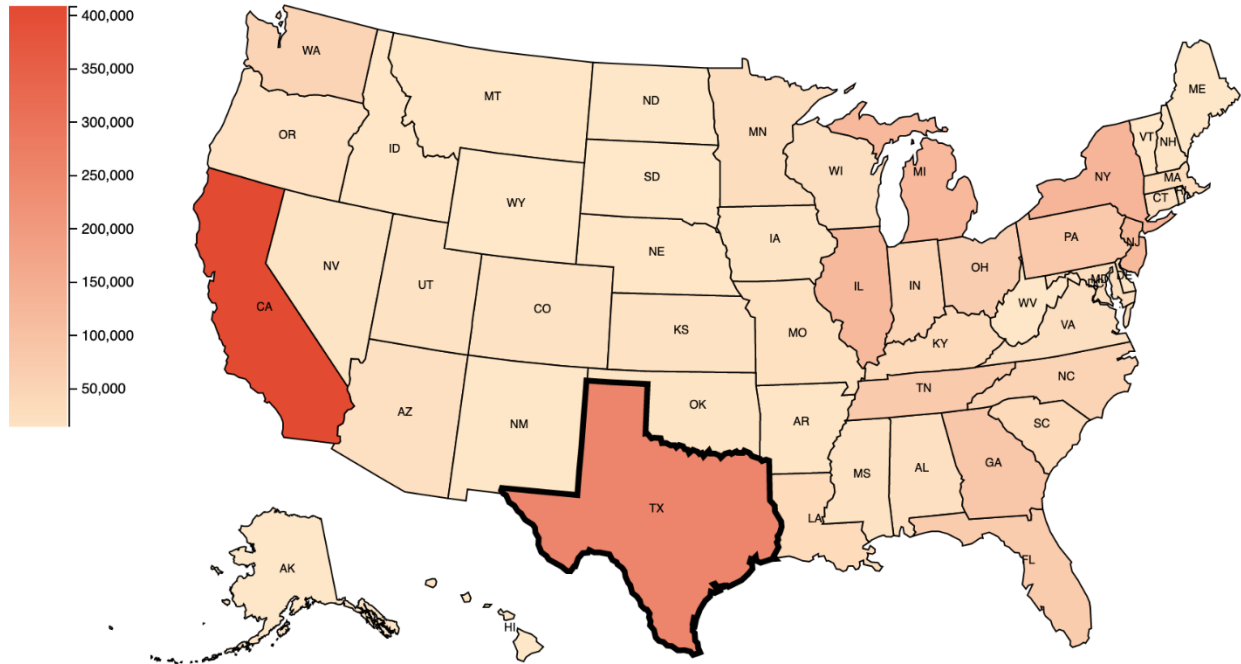 400,000
350,000
300,000
250,000
200,000
150,000
100,000
50,000
WA
OR
CA
ID
NV
MT
WY
UT
AZ
CO
NM
ND
SD
NE
KS
OK
TX
MN
IA
MO
AR
LA
WI
IL
MI
IN
OH
KY
TN
MS
AL
GA
FL
SC
NC
VA
WV
PA
NY
NJ
DE
MD
CT
MA
VT
NH
ME
AK
HI